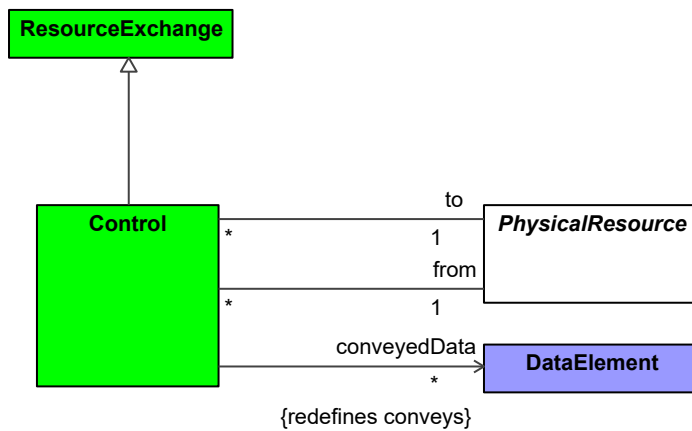 ResourceExchange
Control
to
* 1
PhysicalResource
from
* 1
conveyedData
*
DataElement
{redefines conveys}